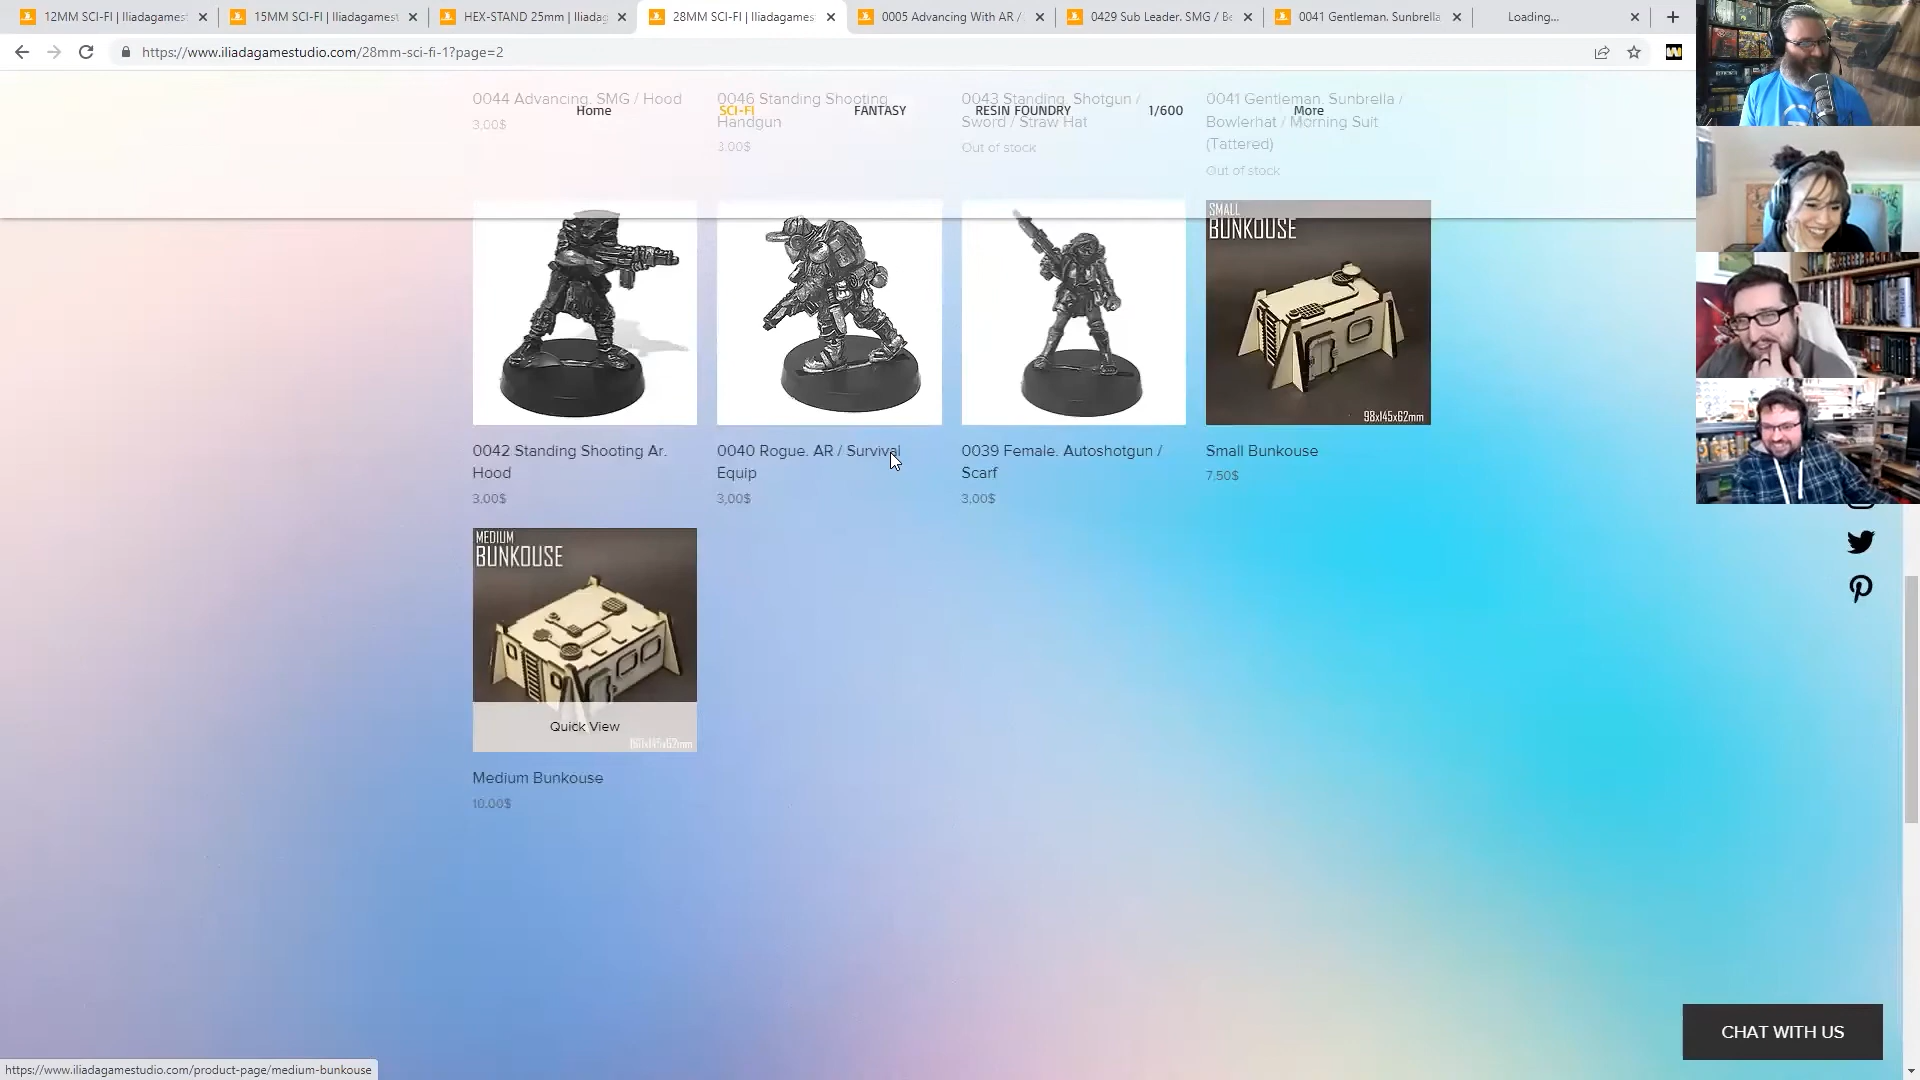 12MM SCI-FI | Iliadagamest
15MM SCI-FI | Iliadagamest
HEX-STAND 25mm | Iliadag
28MM SCI-FI | Iliadagames
0005 Advancing With AR /
0429 Sub Leader. SMG / Be
0041 Gentleman. Sunbrella
Loading...
https://www.iliadagamestudio.com/28mm-sci-fi-1?page=2
Home
SCI-FI
FANTASY
RESIN FOUNDRY
1/600
More
0044 Advancing. SMG / Hood
3.00$
0046 Standing Shooting
Handgun
3.00$
0043 Standing. Shotgun /
Sword / Straw Hat
Out of stock
0041 Gentleman. Sunbrella /
Bowlerhat / Morning Suit
(Tattered)
Out of stock
SMALL
BUNKOUSE
98x145x62mm
0042 Standing Shooting Ar.
Hood
3.00$
0040 Rogue. AR / Survival
Equip
3.00$
0039 Female. Autoshotgun /
Scarf
3.00$
Small Bunkouse
7.50$
MEDIUM
BUNKOUSE
Quick View
Medium Bunkouse
10.00$
CHAT WITH US
https://www.iliadagamestudio.com/product-page/medium-bunkouse